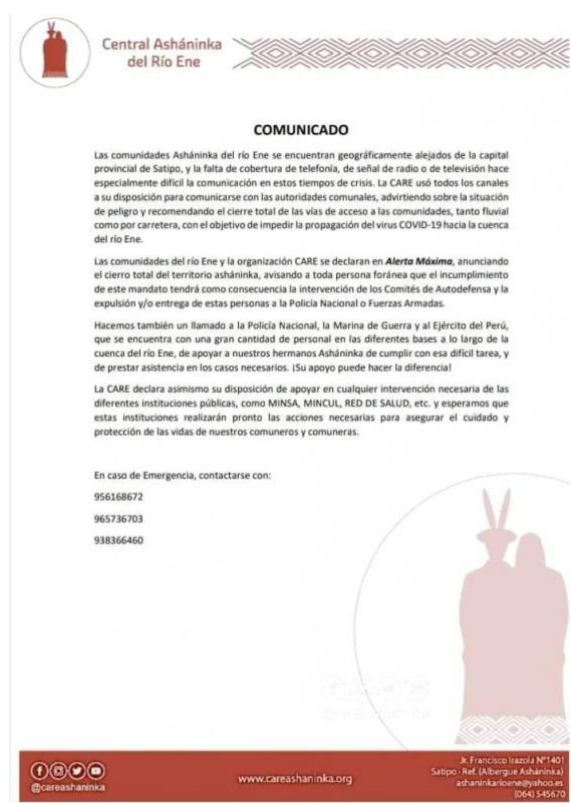 Central Asháninka
del Río Ene
COMUNICADO
Las comunidades Asháninka del río Ene se encuentran geográficamente alejados de la capital
provincial de Satipo, y la falta de cobertura de telefonía, de señal de radio o de televisión hace
especialmente difícil la comunicación en estos tiempos de crisis. La CARE usó todos los canales
a su disposición para comunicarse con las autoridades comunales, advirtiendo sobre la situación
de peligro y recomendando el cierre total de las vías de acceso a las comunidades, tanto fluvial
como por carretera, con el objetivo de impedir la propagación del virus COVID-19 hacia la cuenca
del río Ene.
Las comunidades del río Ene y la organización CARE se declaran en Alerta Máxima, anunciando
el cierro total del territorio asháninka, avisando a toda persona foránea que el incumplimiento
de este mandato tendrá como consecuencia la intervención de los Comités de Autodefensa y la
expulsión y/o entrega de estas personas a la Policía Nacional o Fuerzas Armadas.
Hacemos también un llamado a la Policía Nacional, la Marina de Guerra y al Ejército del Perú,
que se encuentra con una gran cantidad de personal en las diferentes bases a lo largo de la
cuenca del río Ene, de apoyar a nuestros hermanos Asháninka de cumplir con esa difícil tarea, y
de prestar asistencia en los casos necesarios. ¡Su apoyo puede hacer la diferencia!
La CARE declara asimismo su disposición de apoyar en cualquier intervención necesaria de las
diferentes instituciones públicas, como MINSA, MINCUL, RED DE SALUD, etc. y esperamos que
estas instituciones realizarán pronto las acciones necesarias para asegurar el cuidado y
protección de las vidas de nuestros comuneros y comuneras.
En caso de Emergencia, contactarse con:
956168672
965736703
938366460
@careashaninka
www.careashaninka.org
Jr. Francisco Irazola N°1401
Satipo - Ref. (Albergue Asháninka)
ashaninkarioene@yahoo.es
(064) 545670